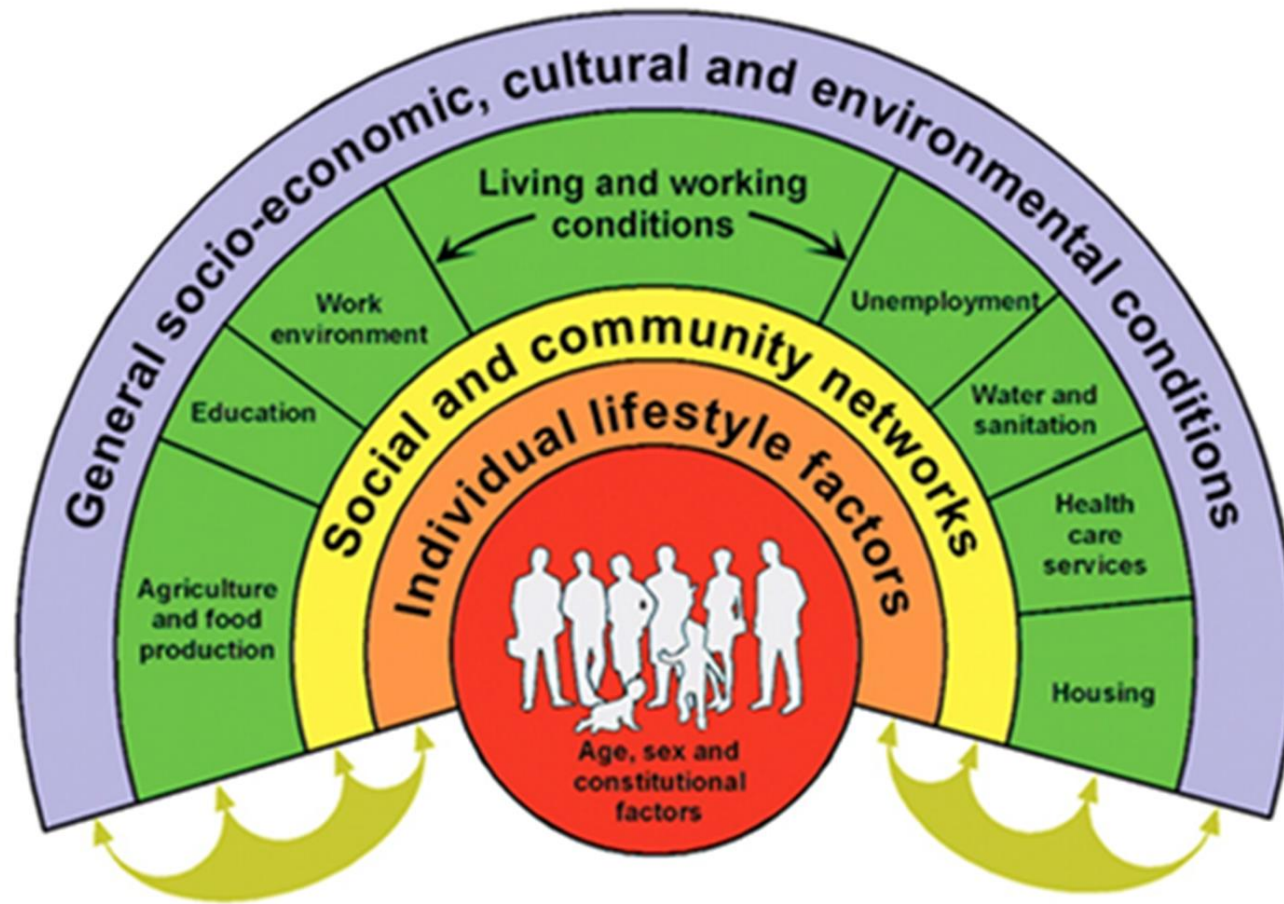 General socio-economic, cultural and environmental conditions
Living and working
conditions
Work
environment
Unemployment
Education
Water and
sanitation
Agriculture
and food
production
Health
care
services
Housing
Social and community networks
Individual lifestyle factors
Age, sex and
constitutional
factors